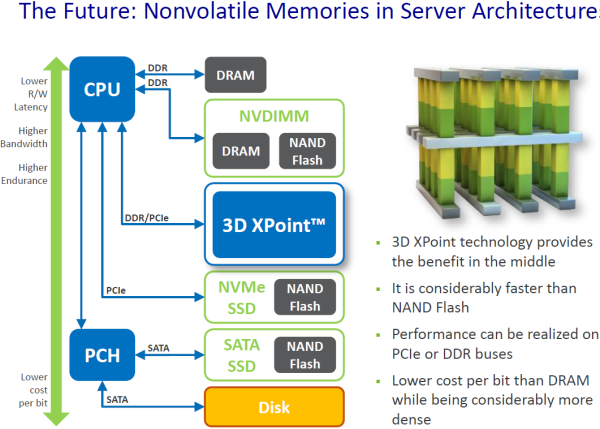 The Future: Nonvolatile Memories in Server Architectures
Lower
R/W
Latency
Higher
Bandwidth
Higher
Endurance
Lower
cost
per bit
CPU
DDR
DDR
DRAM
NVDIMM
DRAM
NAND
Flash
DDR/PCIe
3D XPoint™
PCIe
NVMe
SSD
NAND
Flash
PCH
SATA
SATA
SSD
NAND
Flash
SATA
Disk
▪ 3D XPoint technology provides
the benefit in the middle
▪ It is considerably faster than
NAND Flash
▪ Performance can be realized on
PCIe or DDR buses
▪ Lower cost per bit than DRAM
while being considerably more
dense